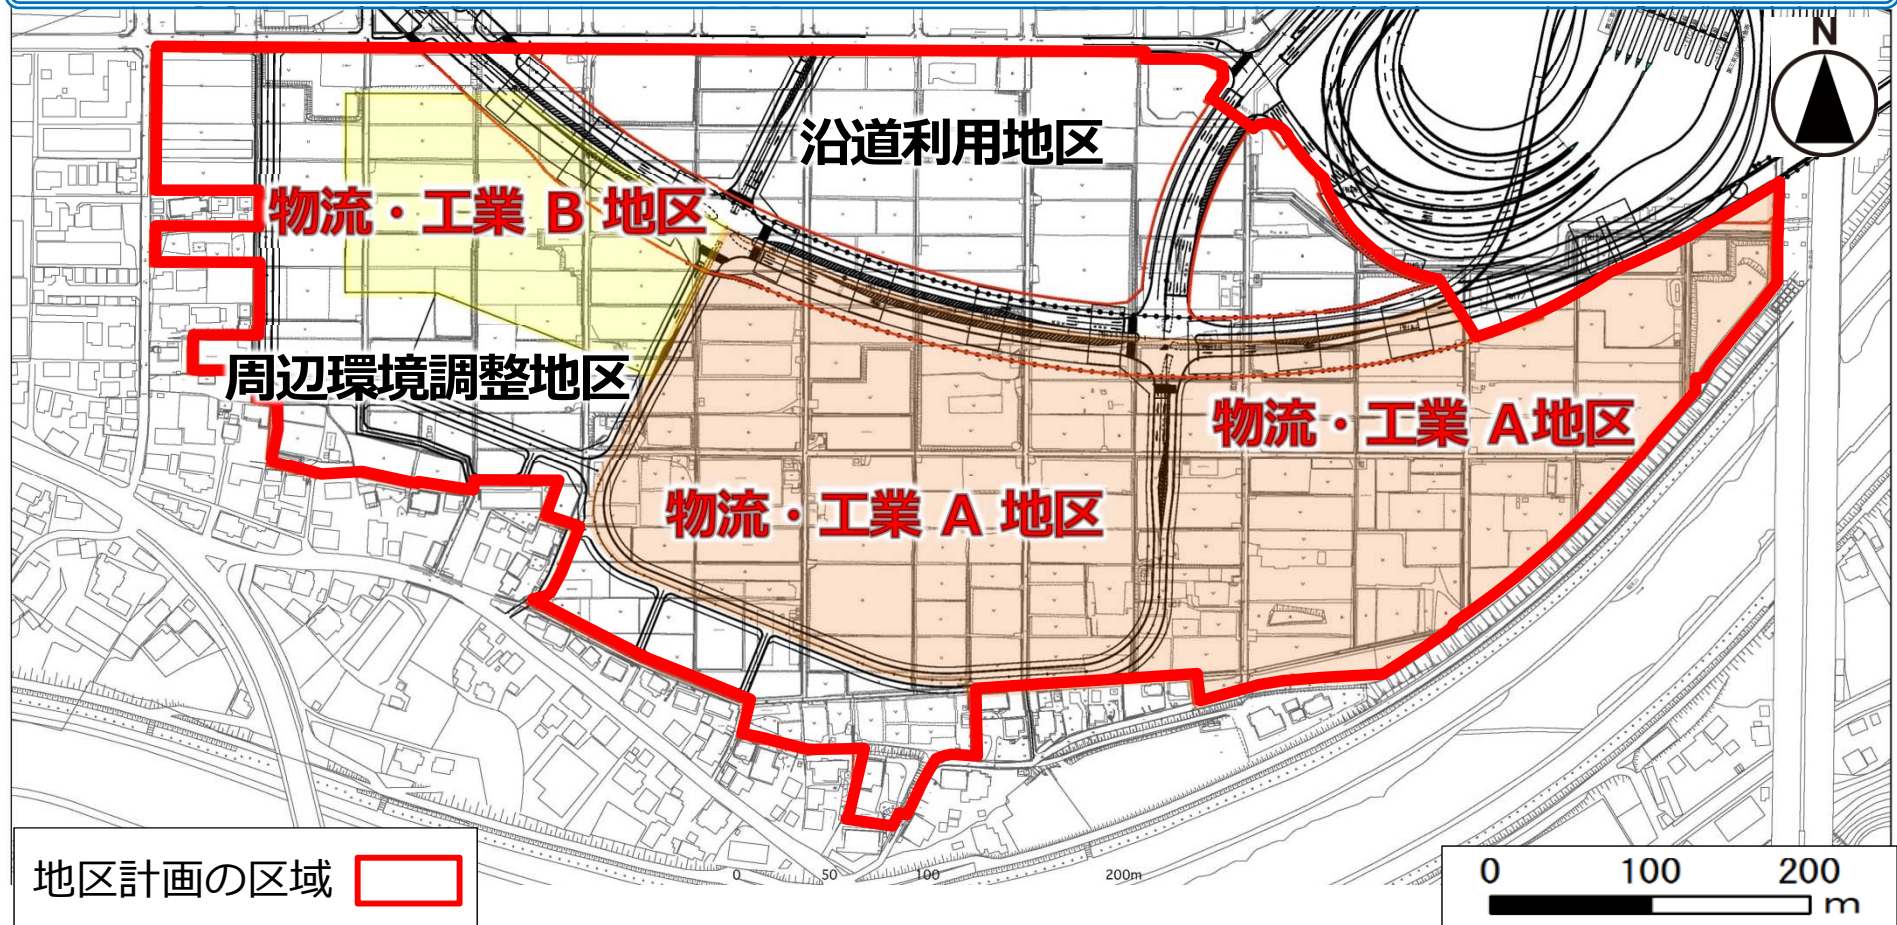 N
沿道利用地区
物流・工業 B 地区
周辺環境調整地区
物流・工業 A地区
物流・工業 A 地区
地区計画の区域
0 50 100 200m
0 100 200
m